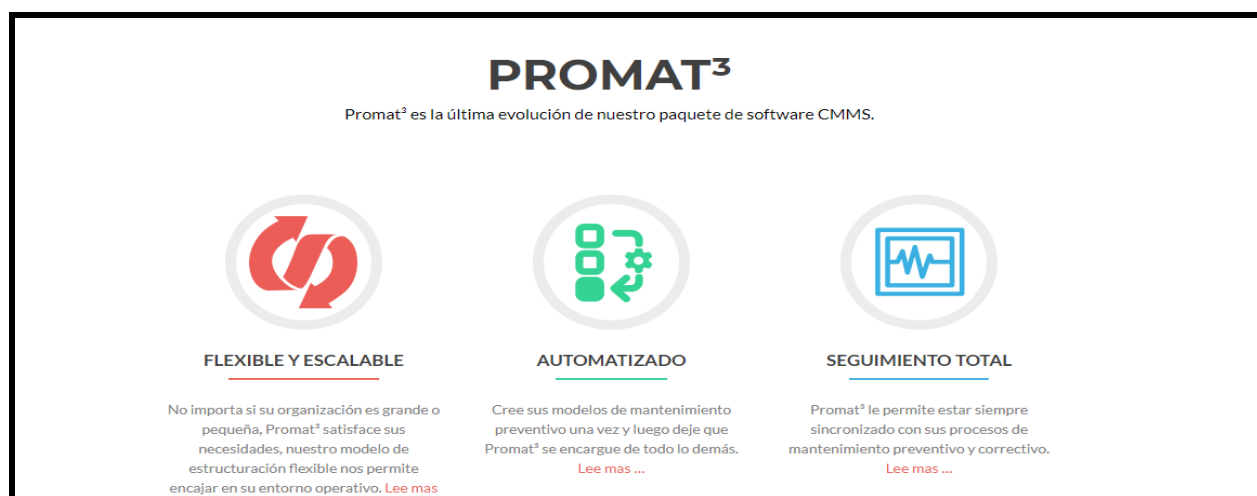 PROMAT³
Promat³ es la última evolución de nuestro paquete de software CMMS.
FLEXIBLE Y ESCALABLE
No importa si su organización es grande o
pequeña, Promat³ satisface sus
necesidades, nuestro modelo de
estructuración flexible nos permite
encajar en su entorno operativo. Lee mas
AUTOMATIZADO
Cree sus modelos de mantenimiento
preventivo una vez y luego deje que
Promat³ se encargue de todo lo demás.
Lee mas ...
SEGUIMIENTO TOTAL
Promat³ le permite estar siempre
sincronizado con sus procesos de
mantenimiento preventivo y correctivo.
Lee mas ...